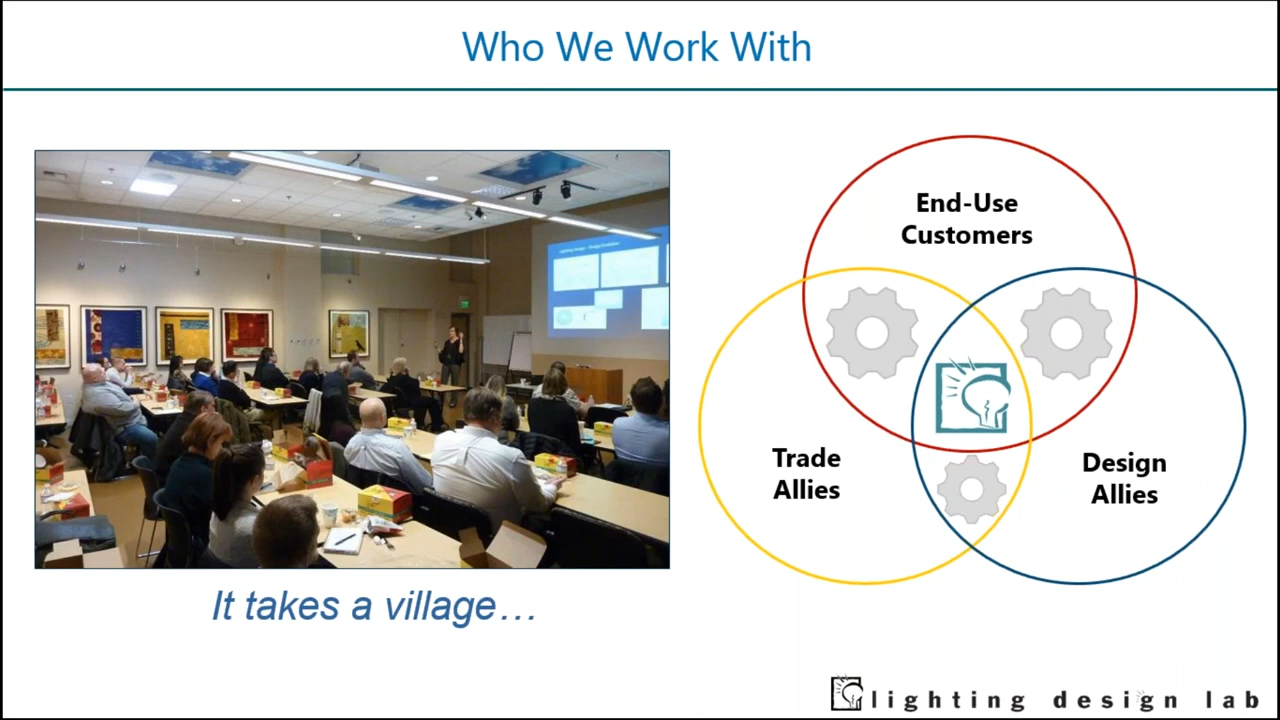 Who We Work With
End-Use
Customers
Trade
Allies
Design
Allies
It takes a village…
lighting design lab